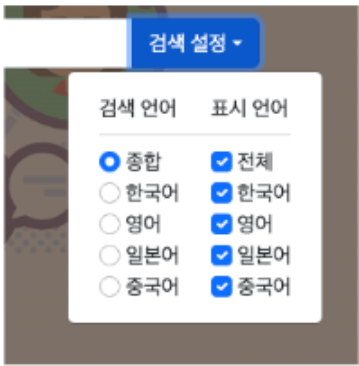 검색 설정
검색 언어 표시 언어
종합 전체
한국어 한국어
영어 영어
일본어 일본어
중국어 중국어